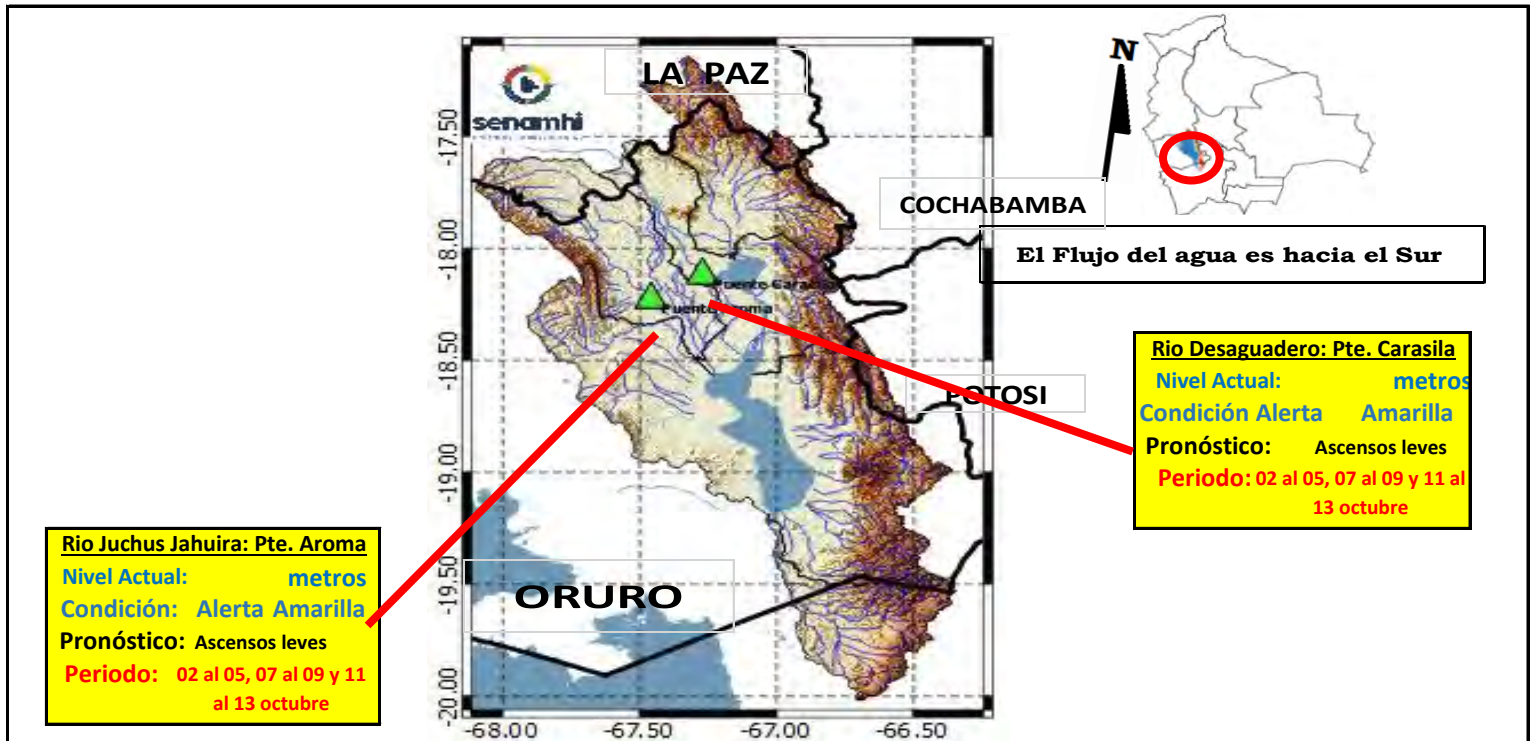 LA PAZ
senamhi
N
COCHABAMBA
El Flujo del agua es hacia el Sur
-17.50
-18.00
-18.50
-19.00
-19.50
-20.00
Puente
Puente
POTOSI
Rio Desaguadero: Pte. Carasila
Nivel Actual: metros
Condición Alerta Amarilla
Pronóstico: Ascensos leves
Periodo: 02 al 05, 07 al 09 y 11 al
13 octubre
Rio Juchus Jahuira: Pte. Aroma
Nivel Actual: metros
Condición: Alerta Amarilla
Pronóstico: Ascensos leves
Periodo: 02 al 05, 07 al 09 y 11
al 13 octubre
ORURO
-68.00 -67.50 -67.00 -66.50